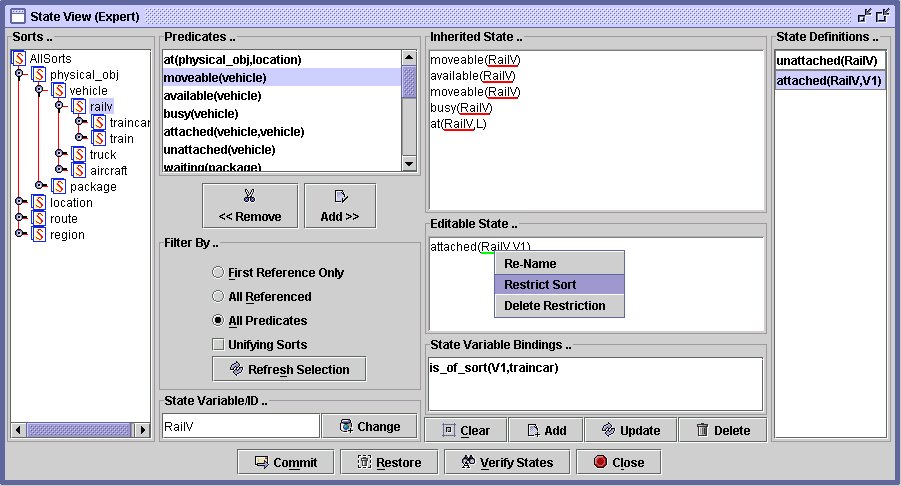 State View (Expert)
Sorts ..
AllSorts
physical_obj
vehicle
railv
traincar
train
truck
aircraft
package
location
route
region
Predicates ..
at(physical_obj,location)
moveable(vehicle)
available(vehicle)
busy(vehicle)
attached(vehicle,vehicle)
unattached(vehicle)
waiting(package)
<< Remove
Add >>
Filter By ..
First Reference Only
All Referenced
All Predicates
Unifying Sorts
Refresh Selection
State Variable/ID ..
RailV
Change
Inherited State ..
moveable(RailV)
available(RailV)
moveable(RailV)
busy(RailV)
at(RailV,L)
Editable State ..
attached(RailV,V1)
Re-Name
Restrict Sort
Delete Restriction
State Variable Bindings ..
is_of_sort(V1,traincar)
Clear
Add
Update
Delete
State Definitions ..
unattached(RailV)
attached(RailV,V1)
Commit
Restore
Verify States
Close